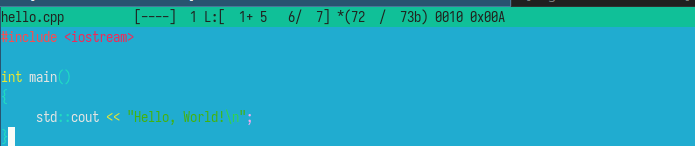 hello.cpp [----] 1 L:[ 1+ 5 6/ 7] *(72 / 73b) 0010 0x00A
#include <iostream>
int main()
{
std::cout << "Hello, World!\n";
}